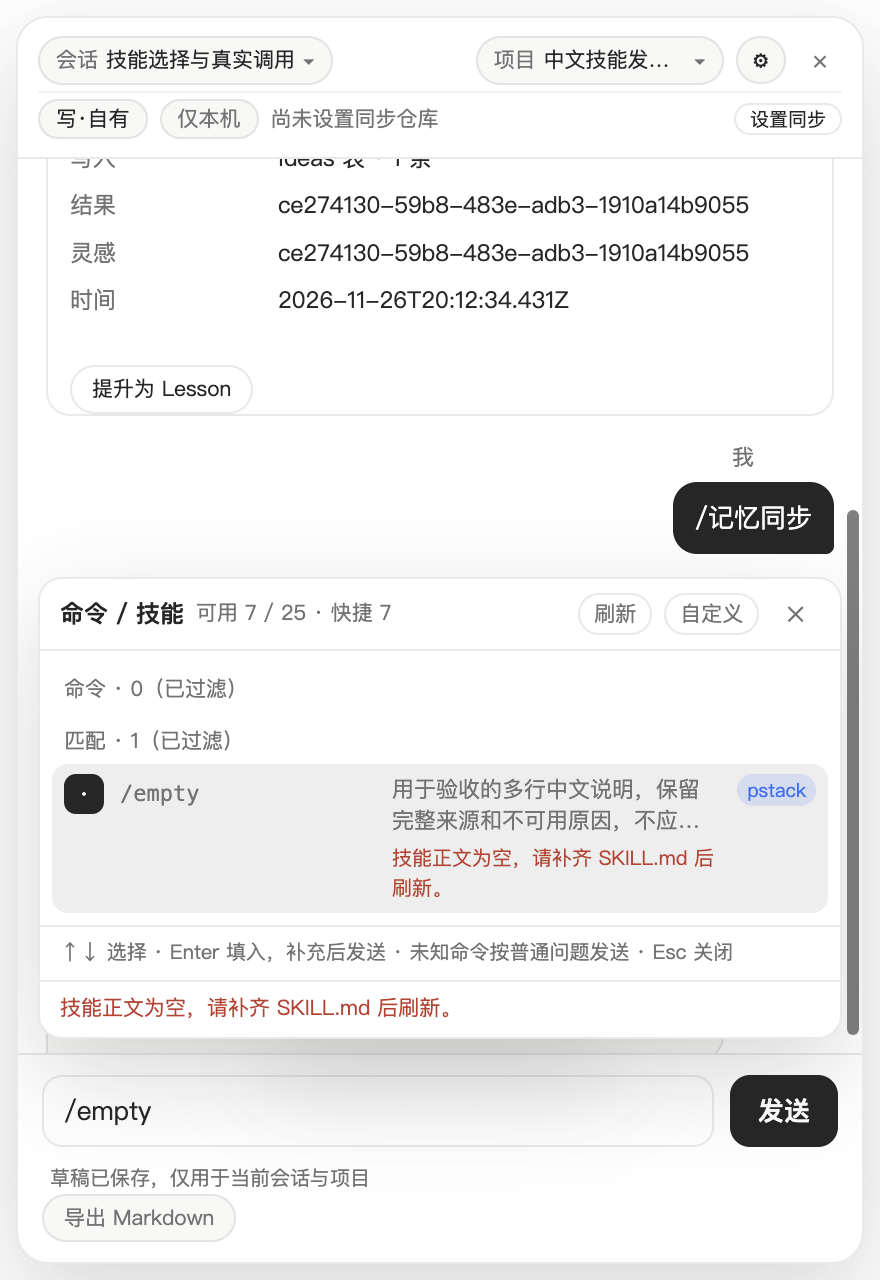 会话 技能选择与真实调用
项目 中文技能发…
⚙ ×
写·自有 仅本机 尚未设置同步仓库 设置同步
结果 ce274130-59b8-483e-adb3-1910a14b9055
灵感 ce274130-59b8-483e-adb3-1910a14b9055
时间 2026-11-26T20:12:34.431Z
提升为 Lesson
我
/记忆同步
命令 / 技能 可用 7 / 25 · 快捷 7 刷新 自定义 ×
命令 · 0(已过滤)
匹配 · 1(已过滤)
/empty
用于验收的多行中文说明,保留
完整来源和不可用原因,不应…
pstack
技能正文为空,请补齐 SKILL.md 后
刷新。
↑↓ 选择 · Enter 填入,补充后发送 · 未知命令按普通问题发送 · Esc 关闭
技能正文为空,请补齐 SKILL.md 后刷新。
/empty
发送
草稿已保存,仅用于当前会话与项目
导出 Markdown